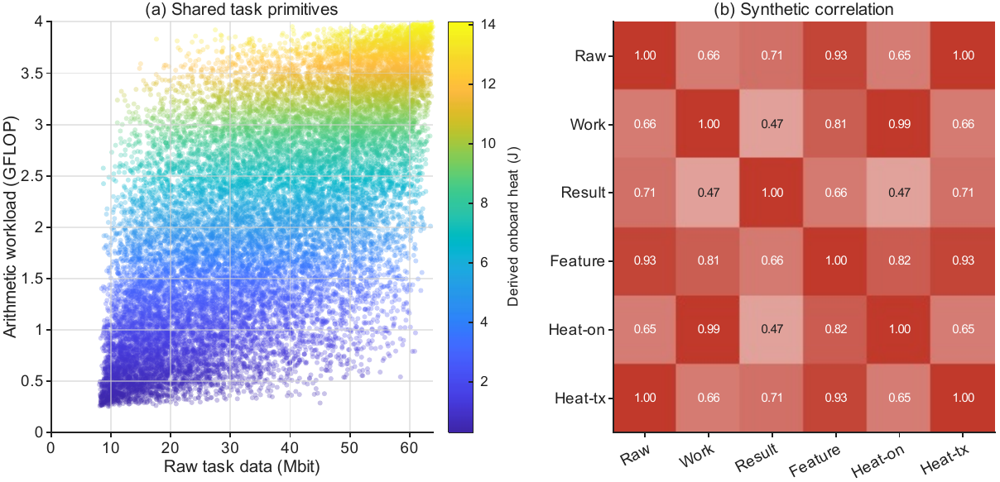 (a) Shared task primitives
4
3.5
3
2.5
2
1.5
1
0.5
0
0 10 20 30 40 50 60
Raw task data (Mbit)
Arithmetic workload (GFLOP)
14
12
10
8
6
4
2
Derived onboard heat (J)
(b) Synthetic correlation
Raw 1.00 0.66 0.71 0.93 0.65 1.00
Work 0.66 1.00 0.47 0.81 0.99 0.66
Result 0.71 0.47 1.00 0.66 0.47 0.71
Feature 0.93 0.81 0.66 1.00 0.82 0.93
Heat-on 0.65 0.99 0.47 0.82 1.00 0.65
Heat-tx 1.00 0.66 0.71 0.93 0.65 1.00
Raw Work Result Feature Heat-on Heat-tx